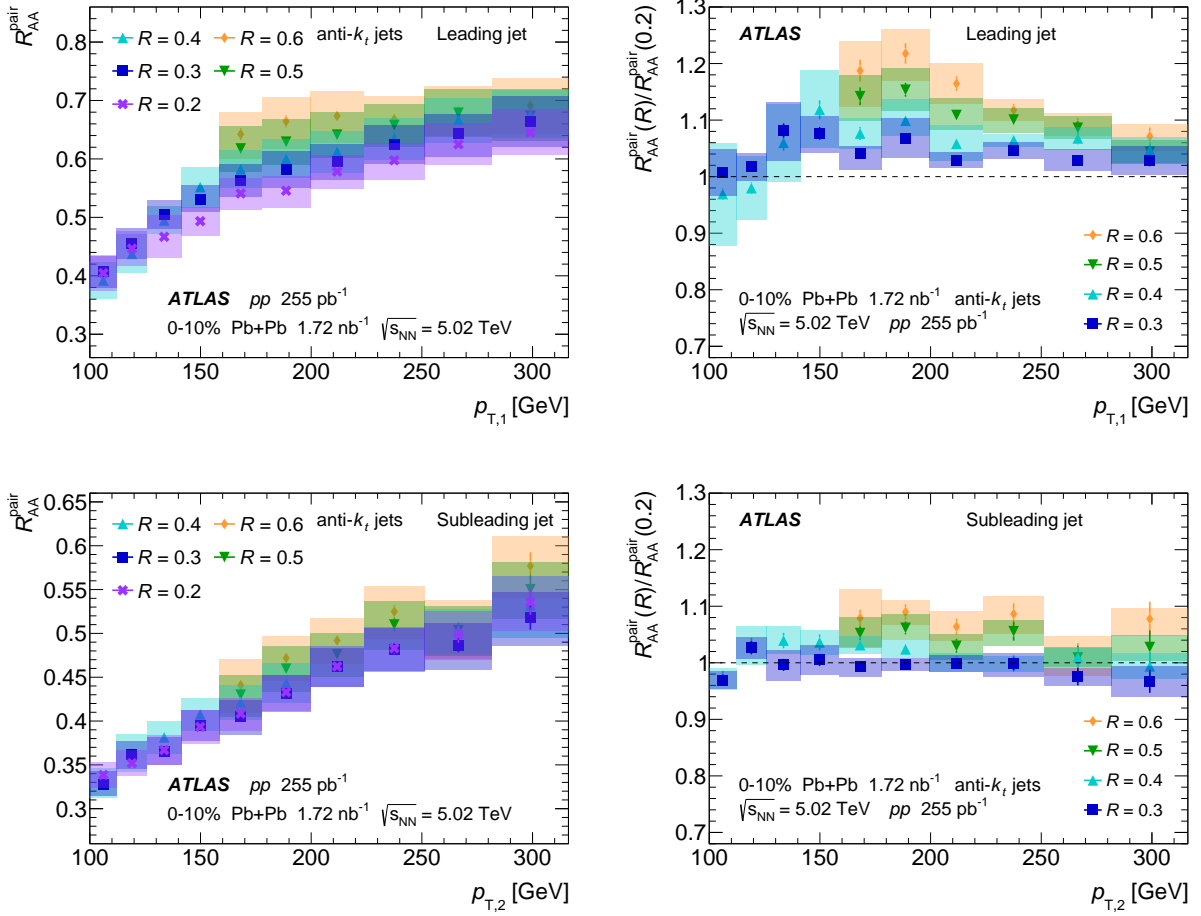 R_AA^pair
0.8
0.7
0.6
0.5
0.4
0.3
R = 0.4 R = 0.6 anti-k_t jets Leading jet
R = 0.3 R = 0.5
R = 0.2
ATLAS pp 255 pb⁻¹
0-10% Pb+Pb 1.72 nb⁻¹ √s_NN = 5.02 TeV
100 150 200 250 300
p_T,1 [GeV]
R_AA^pair(R)/R_AA^pair(0.2)
1.3
1.2
1.1
1
0.9
0.8
0.7
ATLAS Leading jet
R = 0.6
R = 0.5
R = 0.4
R = 0.3
0-10% Pb+Pb 1.72 nb⁻¹ anti-k_t jets
√s_NN = 5.02 TeV pp 255 pb⁻¹
100 150 200 250 300
p_T,1 [GeV]
R_AA^pair
0.65
0.6
0.55
0.5
0.45
0.4
0.35
0.3
R = 0.4 R = 0.6 anti-k_t jets Subleading jet
R = 0.3 R = 0.5
R = 0.2
ATLAS pp 255 pb⁻¹
0-10% Pb+Pb 1.72 nb⁻¹ √s_NN = 5.02 TeV
100 150 200 250 300
p_T,2 [GeV]
R_AA^pair(R)/R_AA^pair(0.2)
1.3
1.2
1.1
1
0.9
0.8
0.7
ATLAS Subleading jet
R = 0.6
R = 0.5
R = 0.4
R = 0.3
0-10% Pb+Pb 1.72 nb⁻¹ anti-k_t jets
√s_NN = 5.02 TeV pp 255 pb⁻¹
100 150 200 250 300
p_T,2 [GeV]